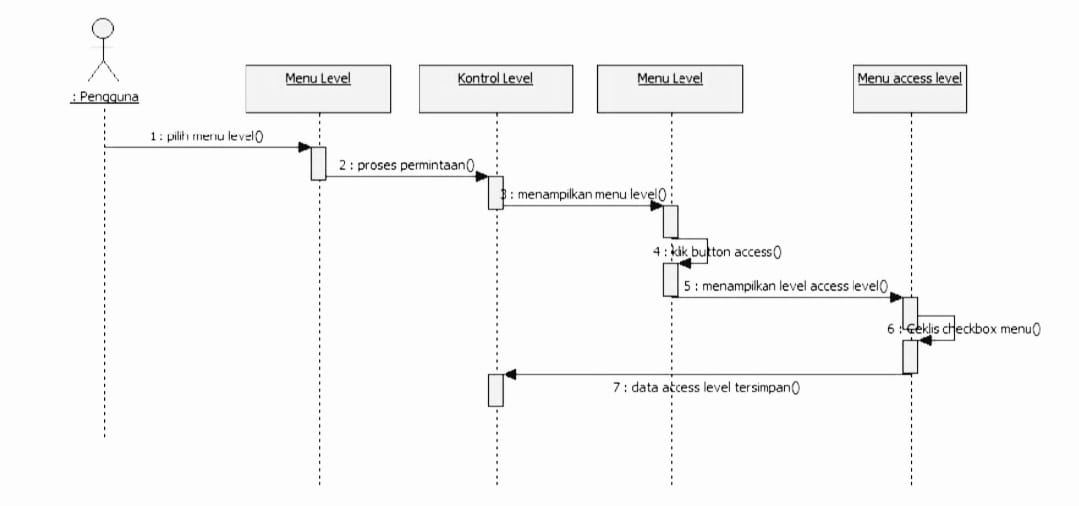 : Pengguna
Menu Level
Kontrol Level
Menu Level
Menu access level
1 : pilih menu level()
2 : proses permintaan()
3 : menampilkan menu level()
4 : klik button access()
5 : menampilkan level access level()
6 : Ceklis checkbox menu()
7 : data access level tersimpan()